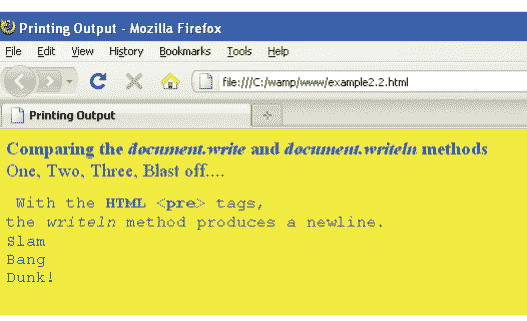 Printing Output - Mozilla Firefox
File Edit View History Bookmarks Tools Help
file:///C:/wamp/www/example2.2.html
Printing Output
Comparing the document.write and document.writeln methods
One, Two, Three, Blast off....
With the HTML <pre> tags,
the writeln method produces a newline.
Slam
Bang
Dunk!